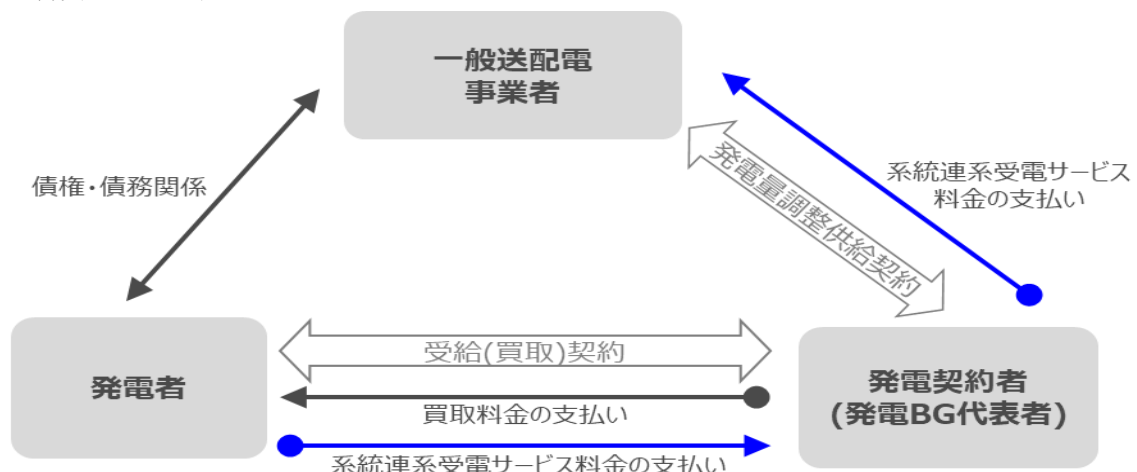 一般送配電
事業者
債権・債務関係
発電量調整供給契約
系統連系受電サービス
料金の支払い
発電者
受給(買取)契約
買取料金の支払い
系統連系受電サービス料金の支払い
発電契約者
(発電BG代表者)